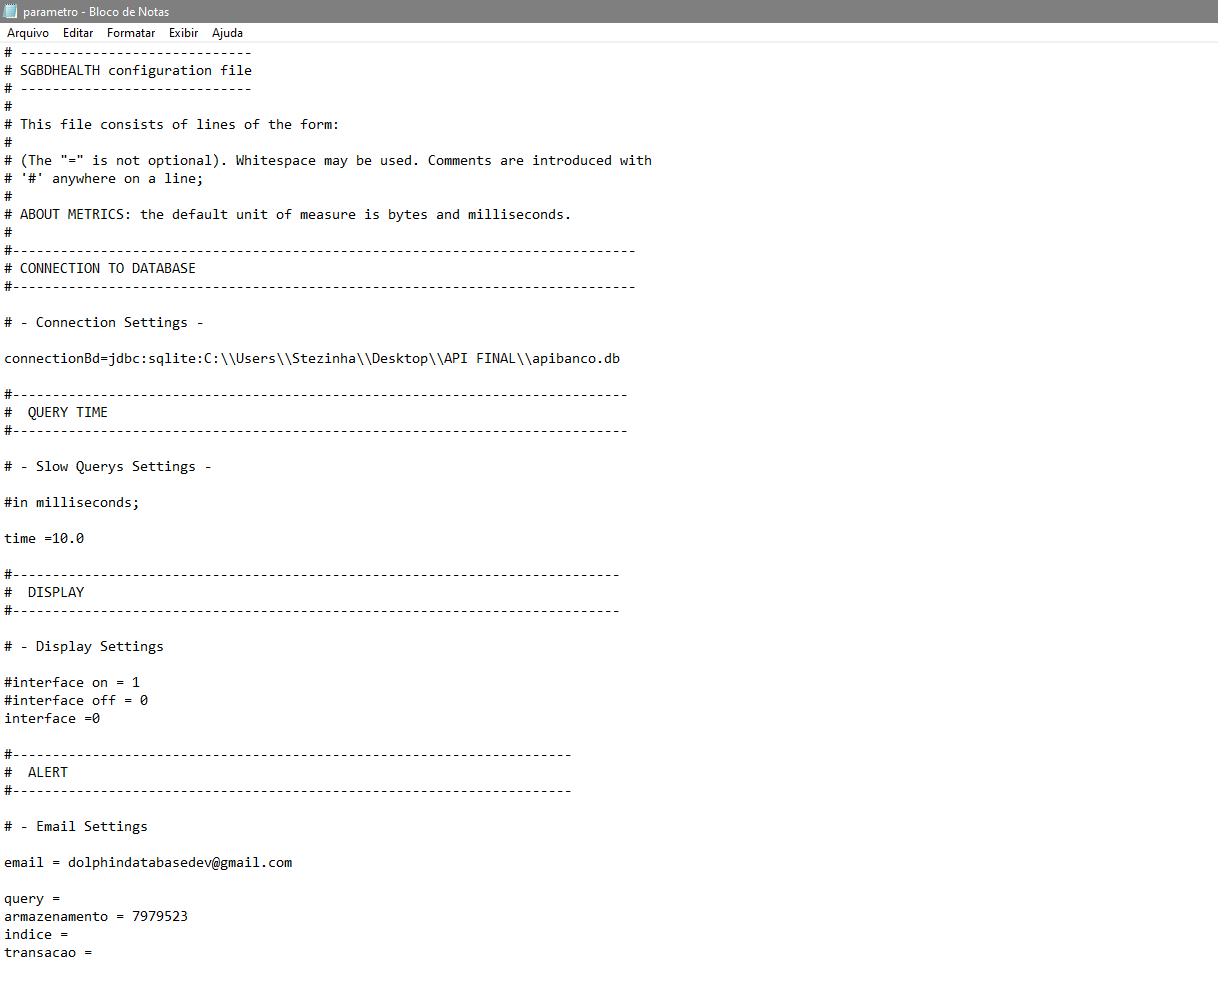 parametro - Bloco de Notas
Arquivo Editar Formatar Exibir Ajuda
# -----------------------------
# SGBDHEALTH configuration file
# -----------------------------
#
# This file consists of lines of the form:
#
# (The "=" is not optional). Whitespace may be used. Comments are introduced with
# '#' anywhere on a line;
#
# ABOUT METRICS: the default unit of measure is bytes and milliseconds.
#
#------------------------------------------------------------------------------
# CONNECTION TO DATABASE
#------------------------------------------------------------------------------
# - Connection Settings -
connectionBd=jdbc:sqlite:C:\\Users\\Stezinha\\Desktop\\API FINAL\\apibanco.db
#-----------------------------------------------------------------------------
#  QUERY TIME
#-----------------------------------------------------------------------------
# - Slow Querys Settings -
#in milliseconds;
time =10.0
#----------------------------------------------------------------------------
#  DISPLAY
#----------------------------------------------------------------------------
# - Display Settings
#interface on = 1
#interface off = 0
interface =0
#----------------------------------------------------------------------
#  ALERT
#----------------------------------------------------------------------
# - Email Settings
email = dolphindatabasedev@gmail.com
query =
armazenamento = 7979523
indice =
transacao =